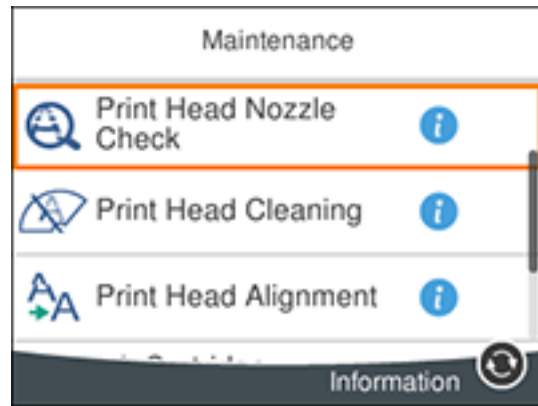 Maintenance
Print Head Nozzle
Check
Print Head Cleaning
Print Head Alignment
Information